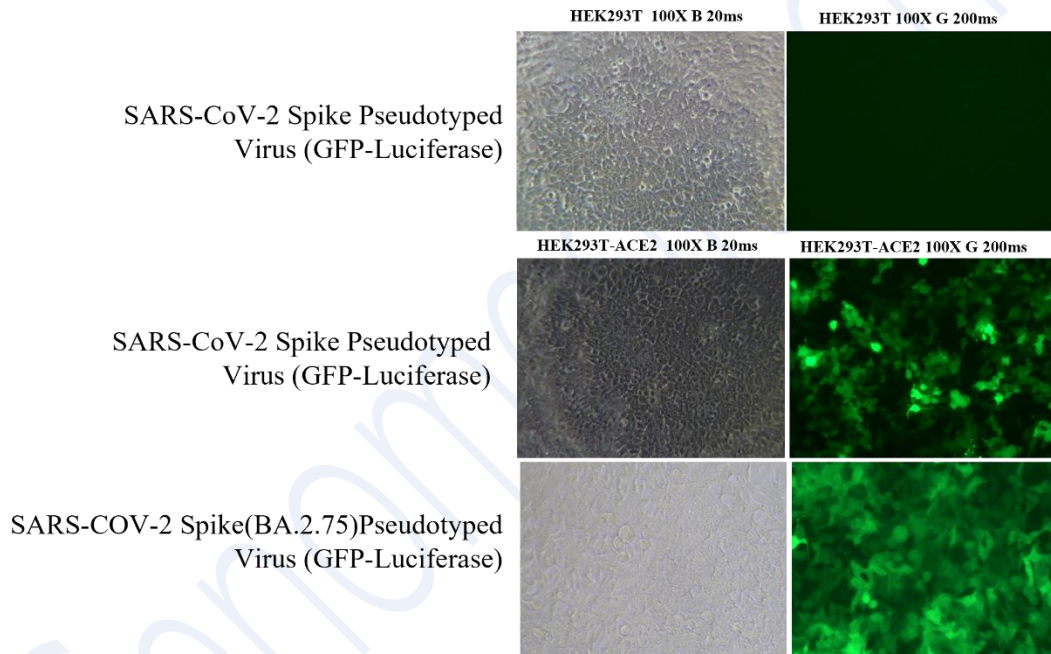 HEK293T 100X B 20ms
HEK293T 100X G 200ms
SARS-CoV-2 Spike Pseudotyped
Virus (GFP-Luciferase)
HEK293T-ACE2 100X B 20ms
HEK293T-ACE2 100X G 200ms
SARS-CoV-2 Spike Pseudotyped
Virus (GFP-Luciferase)
SARS-COV-2 Spike(BA.2.75)Pseudotyped
Virus (GFP-Luciferase)